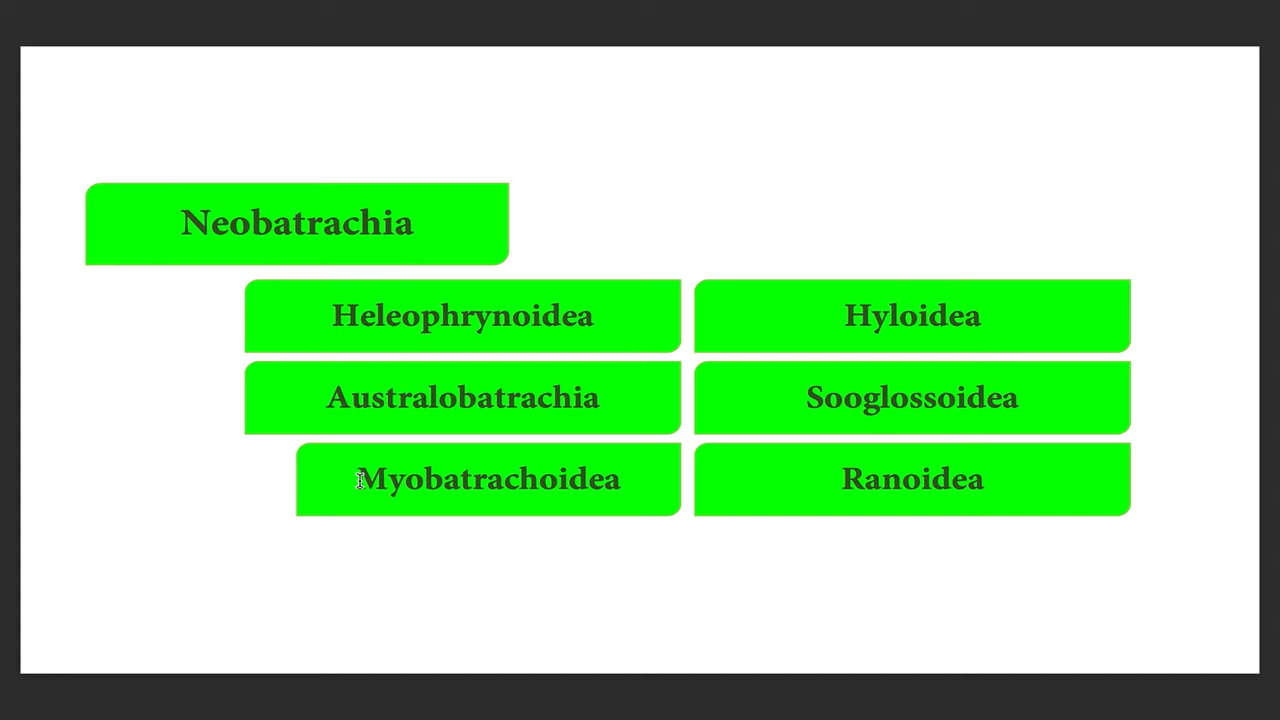 Neobatrachia
Heleophrynoidea
Hyloidea
Australobatrachia
Sooglossoidea
Myobatrachoidea
Ranoidea